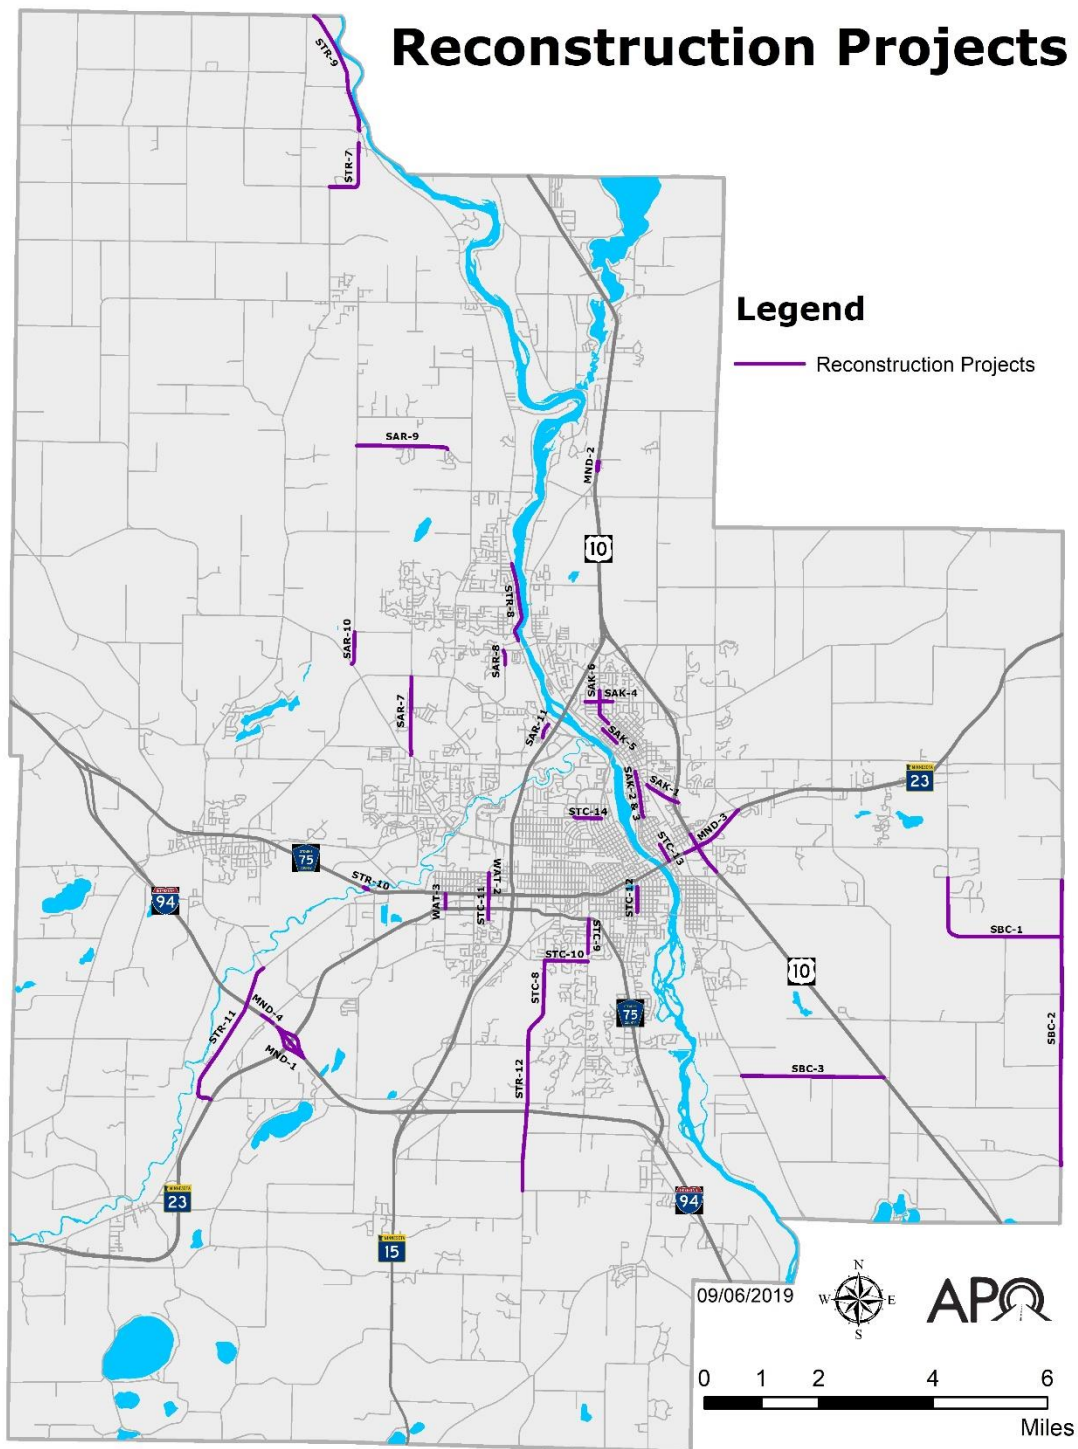 Reconstruction Projects
STR-9
STR-7
Legend
Reconstruction Projects
SAR-9
MND-2
10
STR-8
SAR-10
SAR-8
SAK-6
SAK-4
SAR-7
SAR-11
SAK-5
MINNESOTA
23
SAK-2 & 3
SAK-1
STC-14
MND-3
STC-13
75
STR-10
WAT-2
94
WAT-3
STC-11
STC-12
SBC-1
STC-9
STC-10
10
STC-8
MND-4
75
STR-11
SBC-2
MND-1
STR-12
SBC-3
MINNESOTA
23
94
MINNESOTA
15
09/06/2019
N
W E
S
APO
0 1 2 4 6
Miles